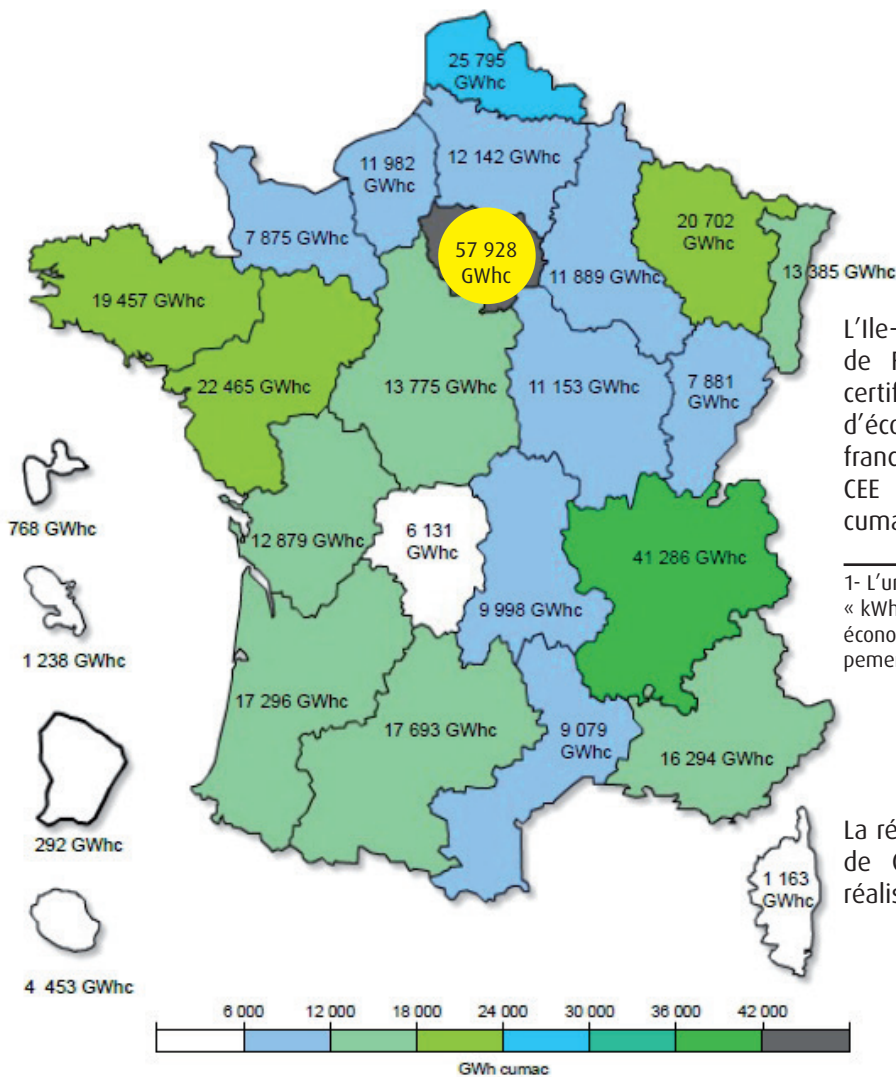 25 795
GWhc
11 982
GWhc
12 142 GWhc
7 875 GWhc
57 928
GWhc
20 702
GWhc
11 889 GWhc
13 385 GWhc
19 457 GWhc
22 465 GWhc
13 775 GWhc
11 153 GWhc
7 881
GWhc
768 GWhc
12 879 GWhc
6 131
GWhc
41 286 GWhc
9 998 GWhc
1 238 GWhc
17 296 GWhc
17 693 GWhc
9 079
GWhc
16 294 GWhc
292 GWhc
1 163
GWhc
4 453 GWhc
6 000 12 000 18 000 24 000 30 000 36 000 42 000
GWh cumac
L'Ile-
de
certif
d'éco
franc
CEE
cuma
1- L'u
« kWh
écono
peme
La ré
de
réalis